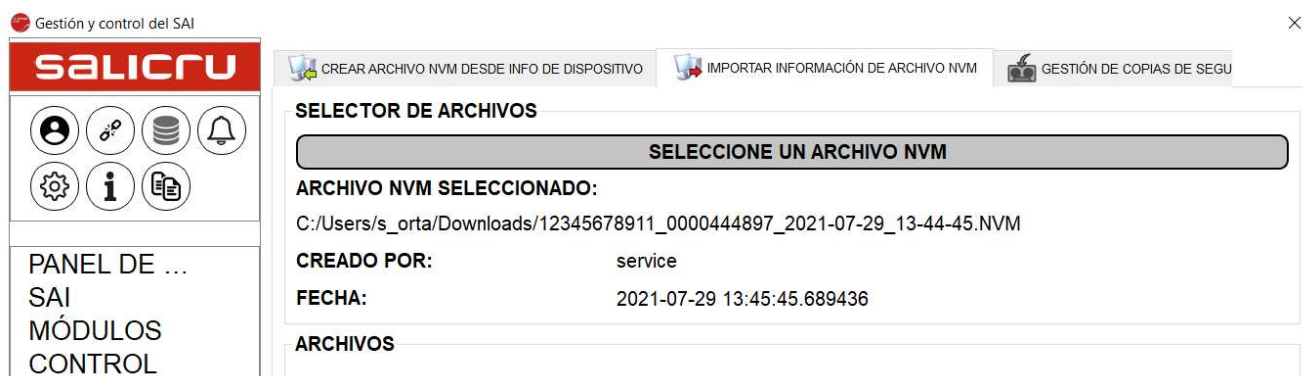 Gestión y control del SAI
salicru
CREAR ARCHIVO NVM DESDE INFO DE DISPOSITIVO
IMPORTAR INFORMACIÓN DE ARCHIVO NVM
GESTIÓN DE COPIAS DE SEGU
SELECTOR DE ARCHIVOS
SELECCIONE UN ARCHIVO NVM
ARCHIVO NVM SELECCIONADO:
C:/Users/s_orta/Downloads/12345678911_0000444897_2021-07-29_13-44-45.NVM
CREADO POR: service
FECHA: 2021-07-29 13:45:45.689436
ARCHIVOS
PANEL DE ...
SAI
MÓDULOS
CONTROL